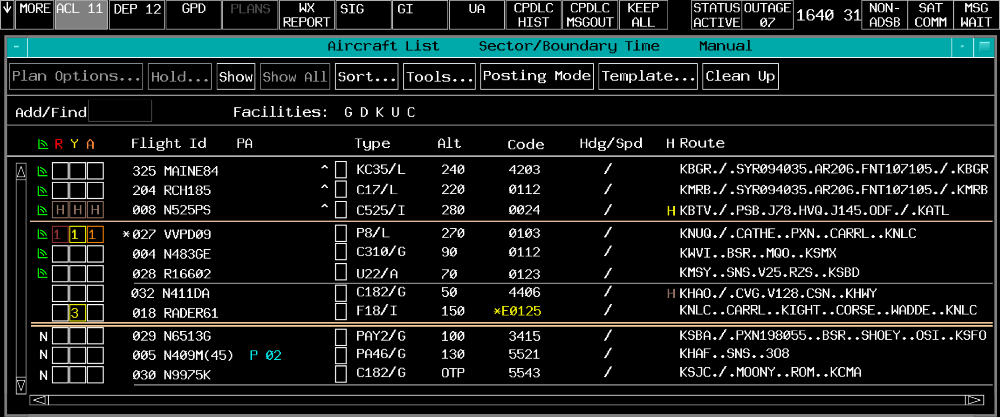 ↓ MORE ACL 11 DEP 12 GPD PLANS WX REPORT SIG GI UA CPDLC HIST CPDLC MSGOUT KEEP ALL STATUS ACTIVE OUTAGE 07 1640 31 NON-ADSB SAT COMM MSG WAIT
Aircraft List Sector/Boundary Time Manual
Plan Options... Hold... Show Show All Sort... Tools... Posting Mode Template... Clean Up
Add/Find Facilities: G D K U C
R Y A Flight Id PA Type Alt Code Hdg/Spd H Route
325 MAINE84 ^ KC35/L 240 4203 / KBGR./.SYR094035.AR206.FNT107105./.KBGR
204 RCH185 ^ C17/L 220 0112 / KMRB./.SYR094035.AR206.FNT107105./.KMRB
H H H 008 N525PS ^ C525/I 280 0024 / H KBTV./.PSB.J78.HVQ.J145.ODF./.KATL
1 1 1 *027 VVPD09 P8/L 270 0103 / KNUQ./.CATHE..PXN..CARRL..KNLC
004 N483GE C310/G 90 0112 / KWVI..BSR..MQO..KSMX
028 R16602 U22/A 70 0123 / KMSY..SNS.V25.RZS..KSBD
032 N411DA C182/G 50 4406 / H KHAO./.CVG.V128.CSN..KHWY
3 018 RADER61 F18/I 150 *E0125 / KNLC..CARRL..KIGHT..CORSE..WADDE..KNLC
N 029 N6513G PAY2/G 100 3415 / KSBA./.PXN198055..BSR..SHOEY..OSI..KSFO
N 005 N409M(45) P 02 PA46/G 130 5521 / KHAF..SNS..3O8
N 030 N9975K C182/G OTP 5543 / KSJC./.MOONY..ROM..KCMA